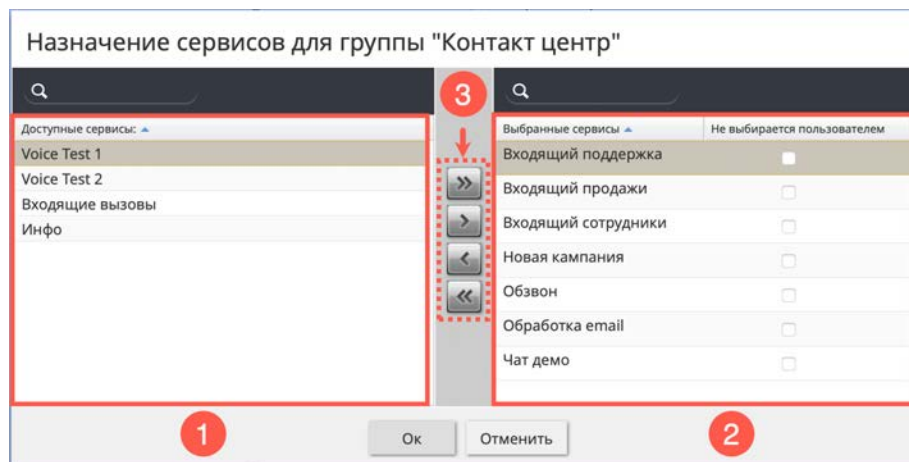 Назначение сервисов для группы "Контакт центр"
3
Доступные сервисы:
Voice Test 1
Voice Test 2
Входящие вызовы
Инфо
Выбранные сервисы Не выбирается пользователем
Входящий поддержка
Входящий продажи
Входящий сотрудники
Новая кампания
Обзвон
Обработка email
Чат демо
1
Ок
Отменить
2